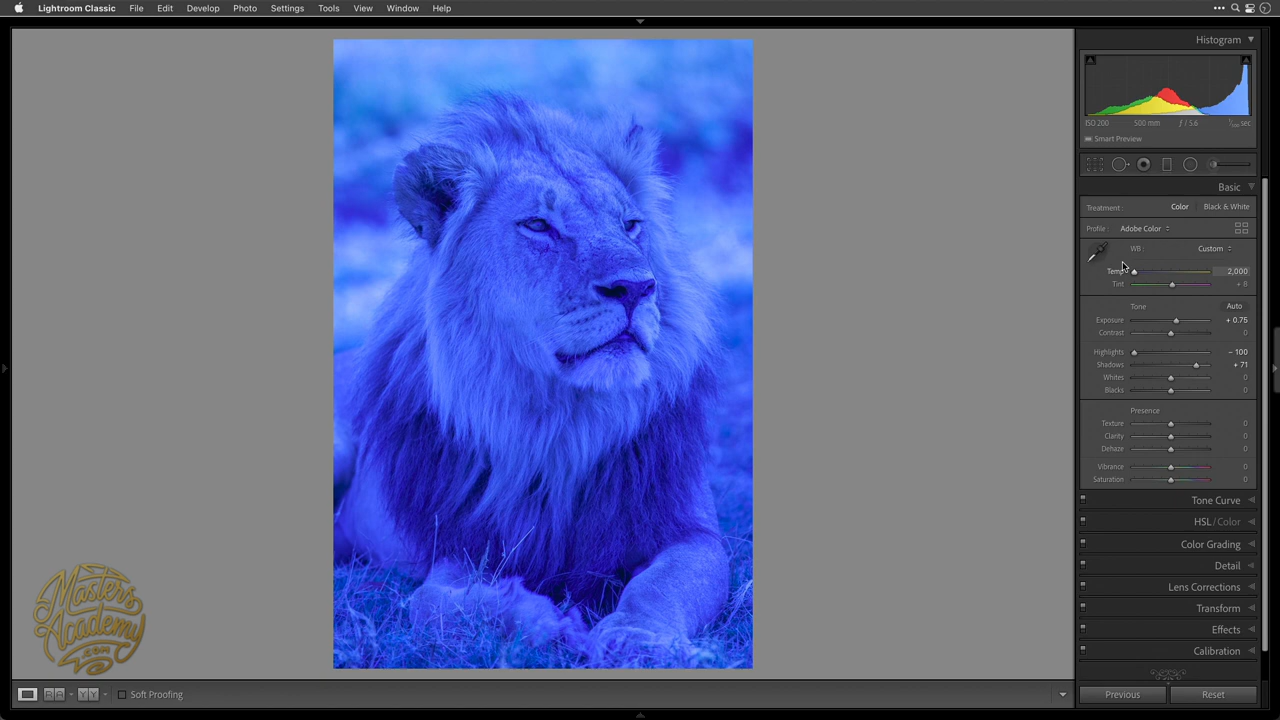 Lightroom Classic File Edit Develop Photo Settings Tools View Window Help
Histogram
ISO 200 500 mm ƒ / 5.6 sec
Smart Preview
Basic
Treatment : Color Black & White
Profile : Adobe Color
WB : Custom
Temp 2,000
Tint + 8
Tone Auto
Exposure + 0.75
Contrast 0
Highlights – 100
Shadows + 71
Whites 0
Blacks 0
Presence
Texture 0
Clarity 0
Dehaze 0
Vibrance 0
Saturation 0
Tone Curve
HSL / Color
Color Grading
Detail
Lens Corrections
Transform
Effects
Calibration
Masters
Academy
.com
R A Y Y Soft Proofing Previous Reset